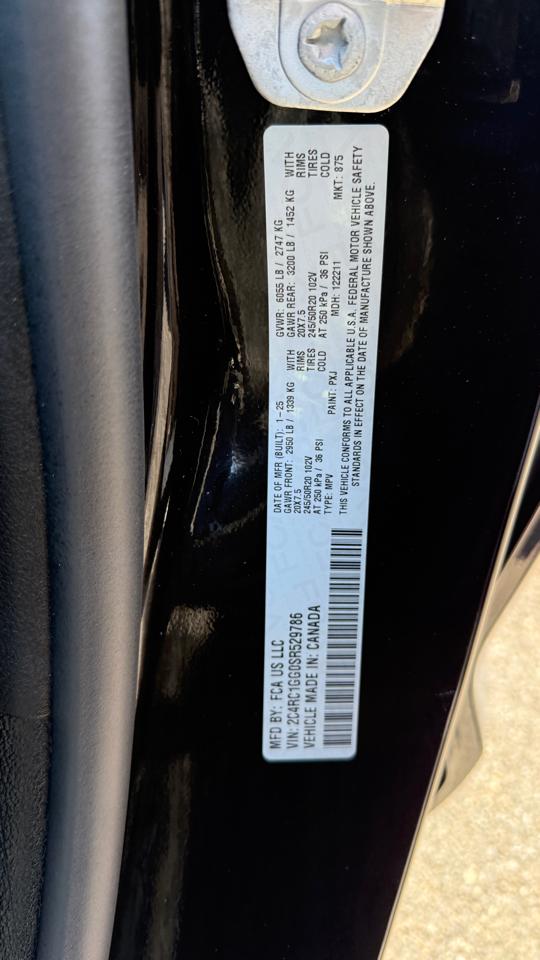 MFD BY: FCA US LLC
VIN: 2C4RC1GG0SR529786
VEHICLE MADE IN: CANADA
DATE OF MFR (BUILT): 1-25 GVWR: 6055 LB / 2747 KG
GAWR FRONT: 2950 LB / 1339 KG WITH GAWR REAR: 3200 LB / 1452 KG WITH
20X7.5 RIMS 20X7.5 RIMS
245/50R20 102V TIRES 245/50R20 102V TIRES
AT 250 kPa / 36 PSI COLD AT 250 kPa / 36 PSI COLD
TYPE: MPV PAINT: PXJ MDH: 122211 MKT: 875
THIS VEHICLE CONFORMS TO ALL APPLICABLE U.S.A. FEDERAL MOTOR VEHICLE SAFETY
STANDARDS IN EFFECT ON THE DATE OF MANUFACTURE SHOWN ABOVE.